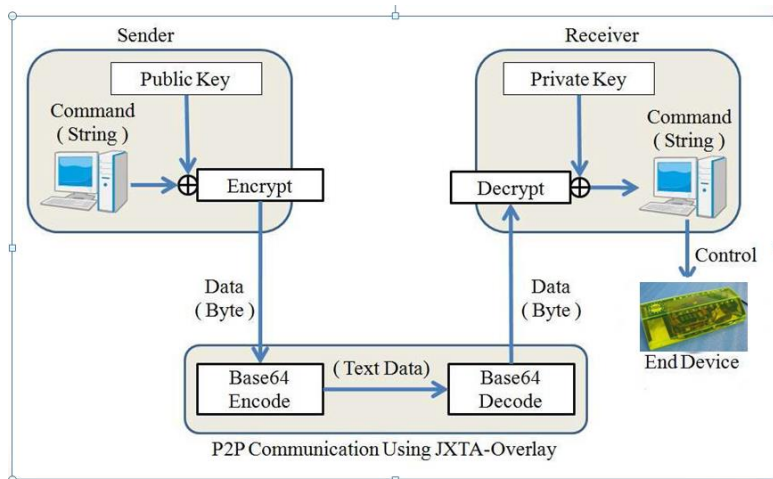 Sender
Receiver
Public Key
Private Key
Command
( String )
Command
( String )
Encrypt
Decrypt
Control
Data
( Byte )
Data
( Byte )
End Device
Base64
Encode
( Text Data)
Base64
Decode
P2P Communication Using JXTA-Overlay